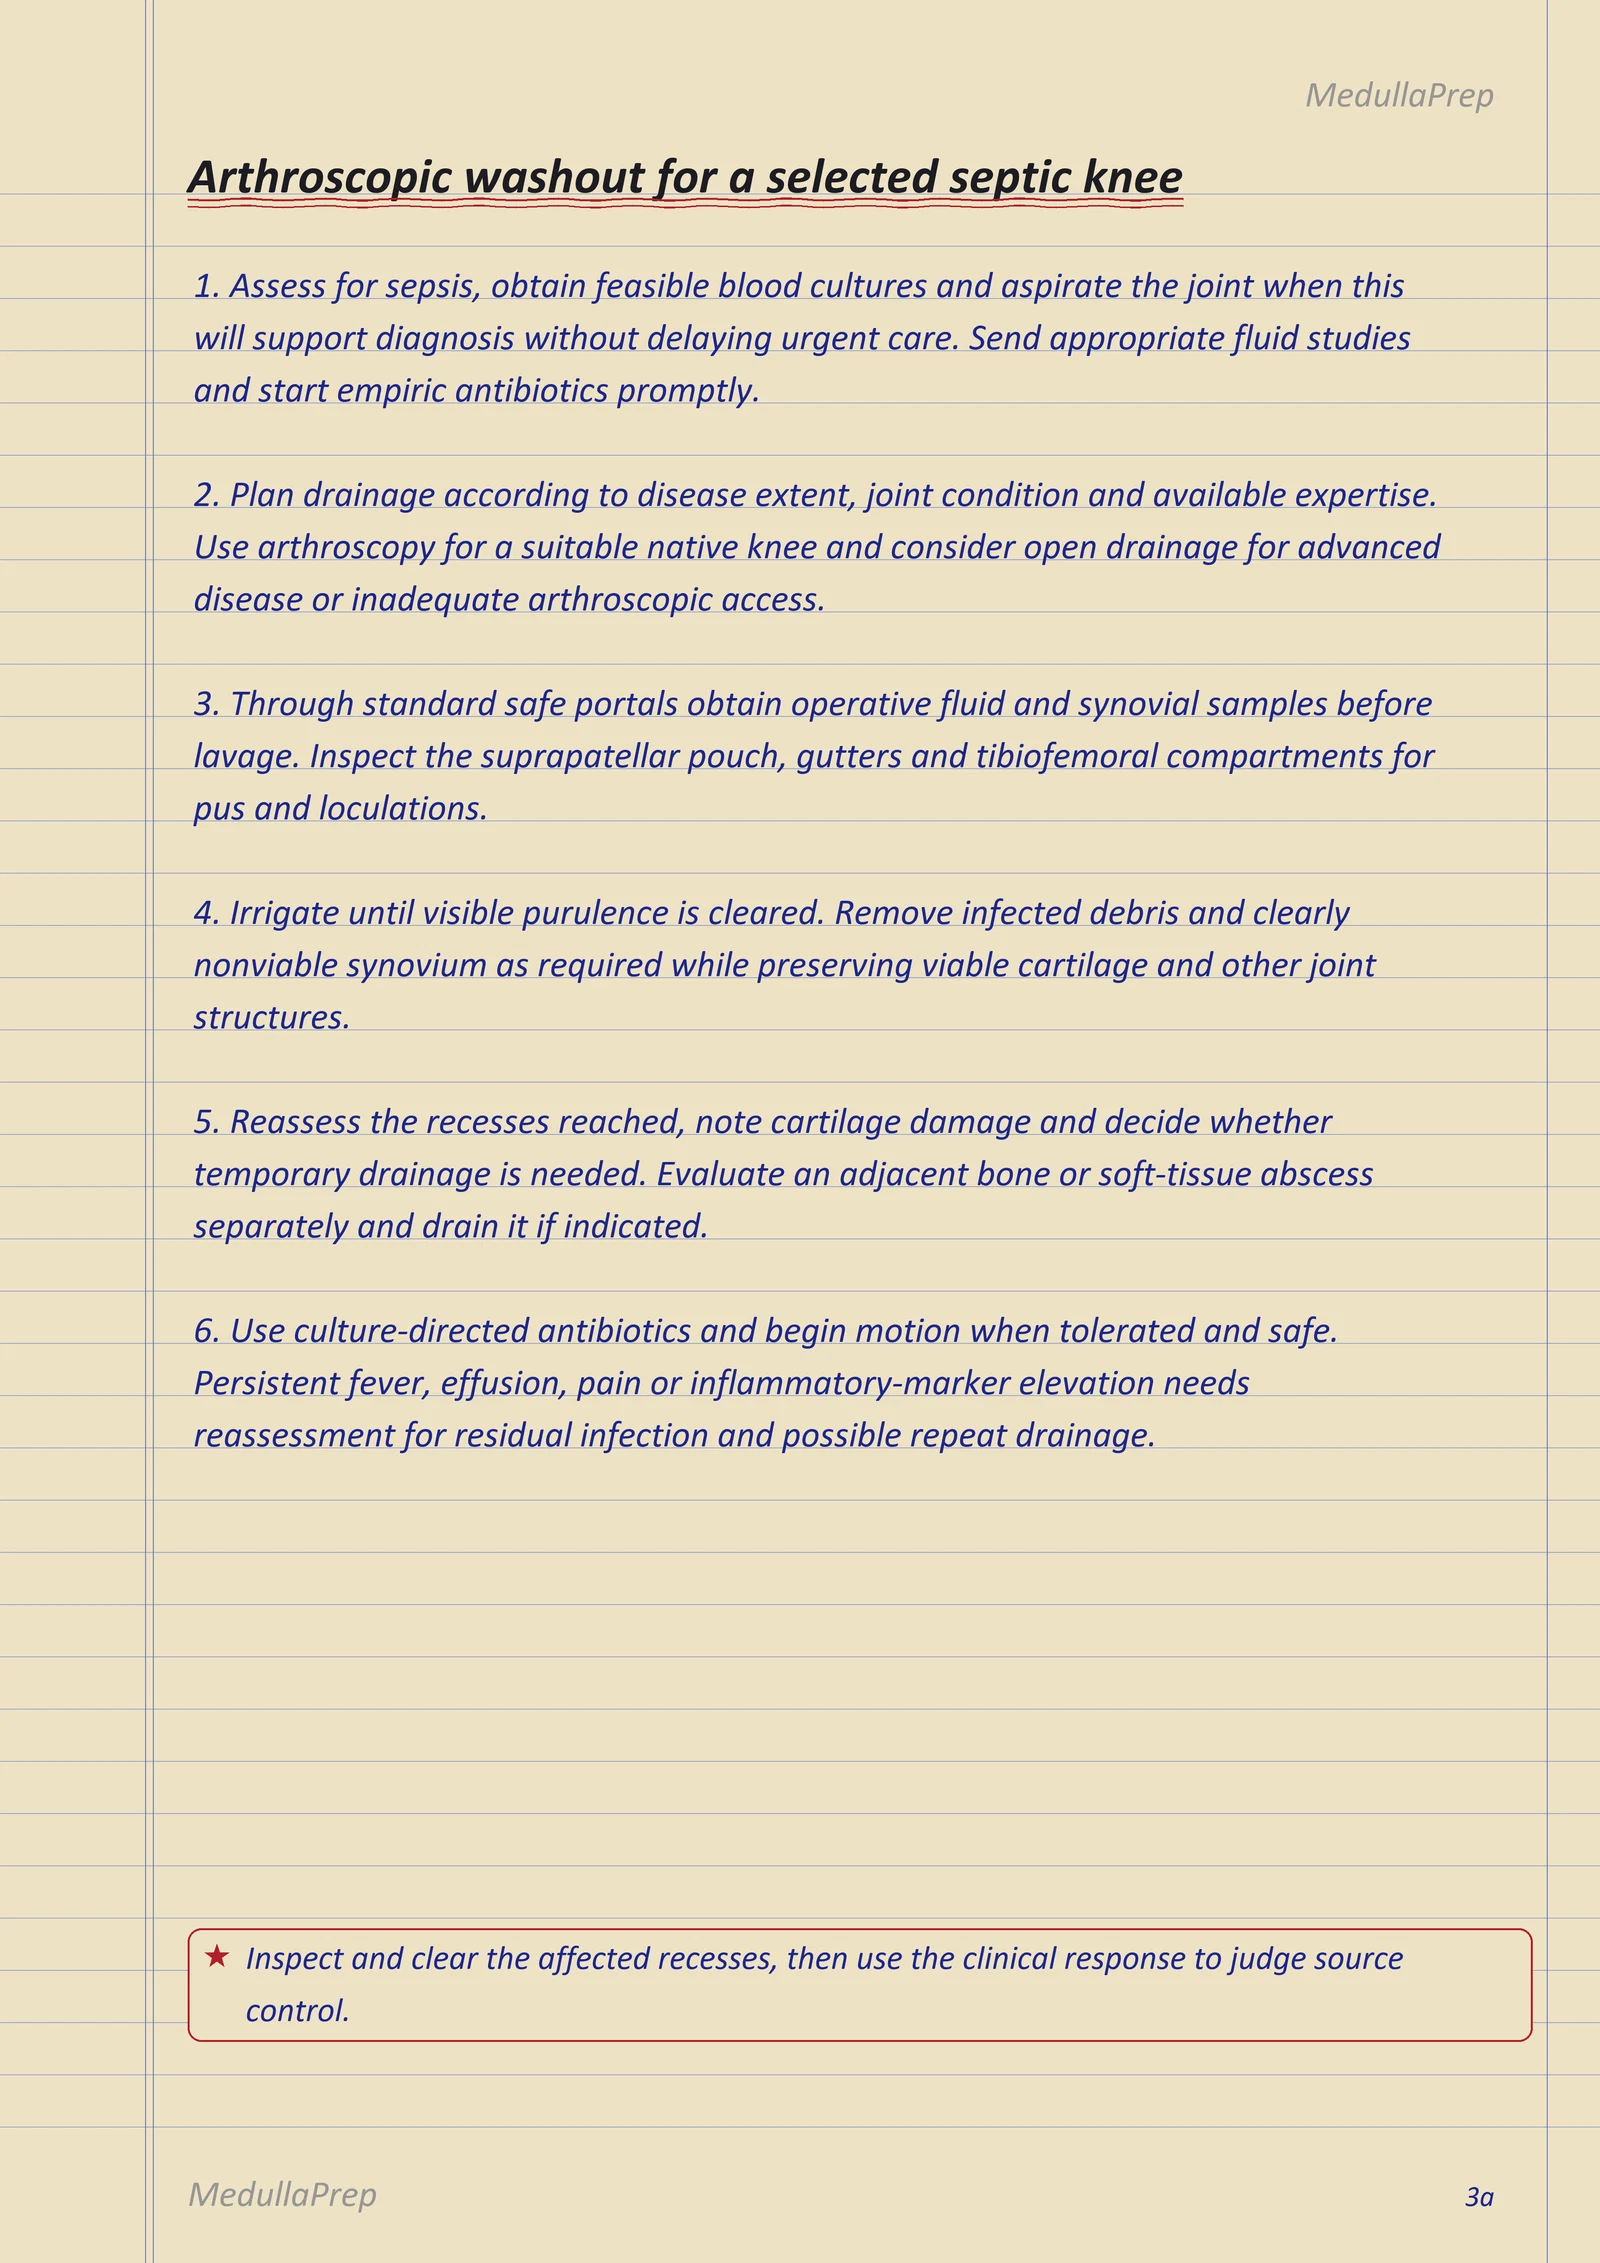 MedullaPrep
Arthroscopic washout for a selected septic knee
1. Assess for sepsis, obtain feasible blood cultures and aspirate the joint when this
will support diagnosis without delaying urgent care. Send appropriate fluid studies
and start empiric antibiotics promptly.
2. Plan drainage according to disease extent, joint condition and available expertise.
Use arthroscopy for a suitable native knee and consider open drainage for advanced
disease or inadequate arthroscopic access.
3. Through standard safe portals obtain operative fluid and synovial samples before
lavage. Inspect the suprapatellar pouch, gutters and tibiofemoral compartments for
pus and loculations.
4. Irrigate until visible purulence is cleared. Remove infected debris and clearly
nonviable synovium as required while preserving viable cartilage and other joint
structures.
5. Reassess the recesses reached, note cartilage damage and decide whether
temporary drainage is needed. Evaluate an adjacent bone or soft-tissue abscess
separately and drain it if indicated.
6. Use culture-directed antibiotics and begin motion when tolerated and safe.
Persistent fever, effusion, pain or inflammatory-marker elevation needs
reassessment for residual infection and possible repeat drainage.
★ Inspect and clear the affected recesses, then use the clinical response to judge source
control.
MedullaPrep
3a